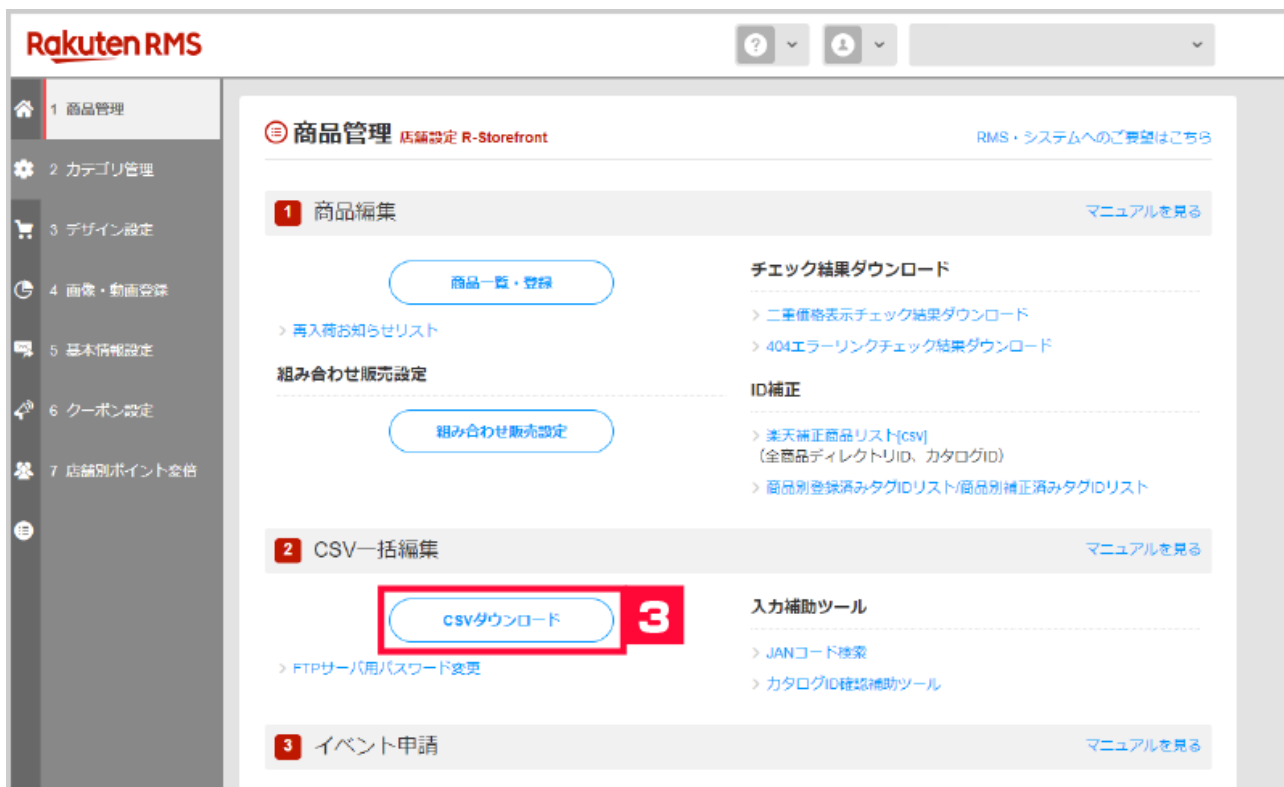 Rakuten RMS
1 商品管理
2 カテゴリ管理
3 デザイン設定
4 画像・動画登録
5 基本情報設定
6 クーポン設定
7 店舗別ポイント変倍
商品管理 店舗設定 R-Storefront
RMS・システムへのご要望はこちら
1 商品編集
マニュアルを見る
商品一覧・登録
> 再入荷お知らせリスト
組み合わせ販売設定
組み合わせ販売設定
チェック結果ダウンロード
> 二重価格表示チェック結果ダウンロード
> 404エラーリンクチェック結果ダウンロード
ID補正
> 楽天補正商品リスト[csv]
（全商品ディレクトリID、カタログID）
> 商品別登録済みタグIDリスト/商品別補正済みタグIDリスト
2 CSV一括編集
マニュアルを見る
CSVダウンロード
3
> FTPサーバ用パスワード変更
入力補助ツール
> JANコード検索
> カタログID確認補助ツール
3 イベント申請
マニュアルを見る